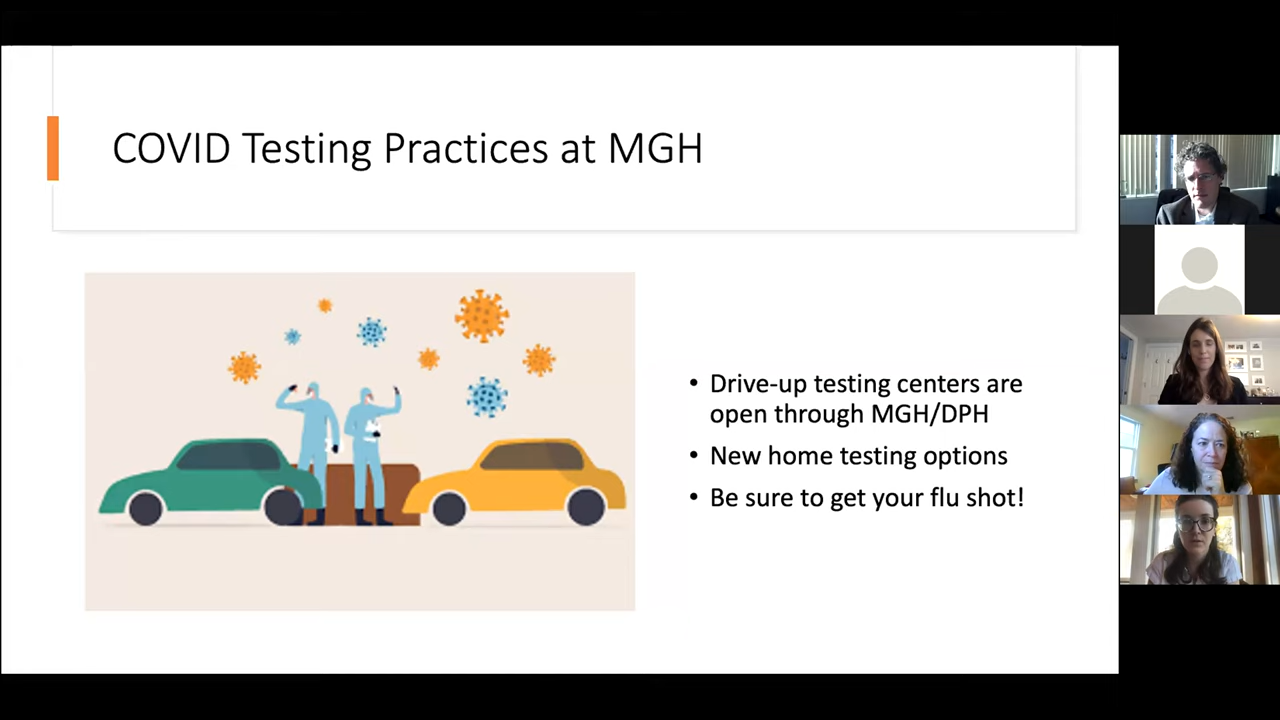 COVID Testing Practices at MGH
• Drive-up testing centers are
open through MGH/DPH
• New home testing options
• Be sure to get your flu shot!